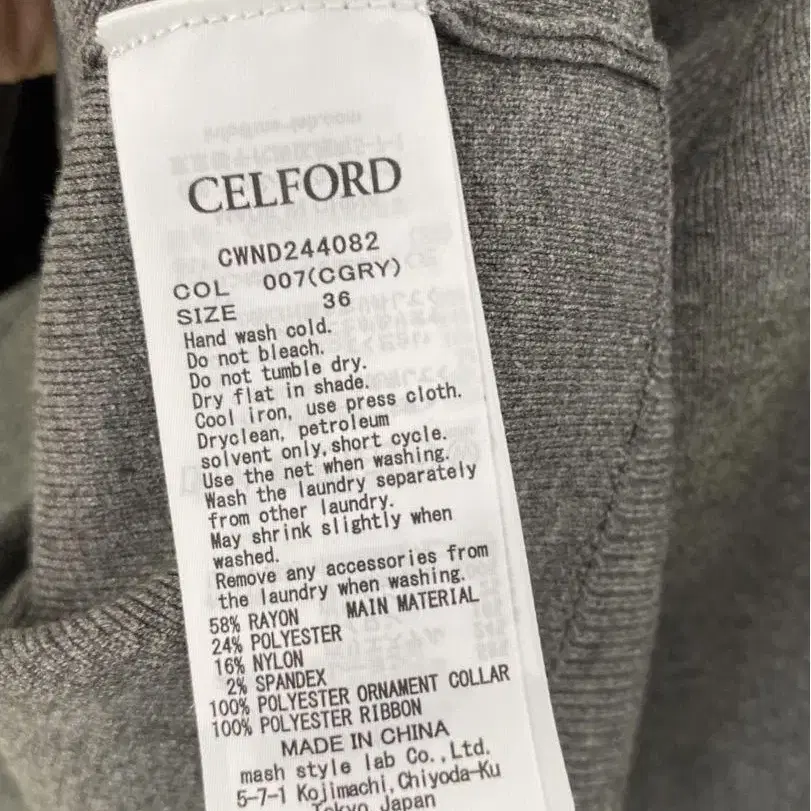 CELFORD
CWND244082
COL 007(CGRY)
SIZE 36
Hand wash cold.
Do not bleach.
Do not tumble dry.
Dry flat in shade.
Cool iron, use press cloth.
Dryclean, petroleum
solvent only,short cycle.
Use the net when washing.
Wash the laundry separately
from other laundry.
May shrink slightly when
washed.
Remove any accessories from
the laundry when washing.
58% RAYON MAIN MATERIAL
24% POLYESTER
16% NYLON
2% SPANDEX
100% POLYESTER ORNAMENT COLLAR
100% POLYESTER RIBBON
MADE IN CHINA
mash style lab Co.,Ltd.
5-7-1 Kojimachi,Chiyoda-Ku
Tokyo Japan